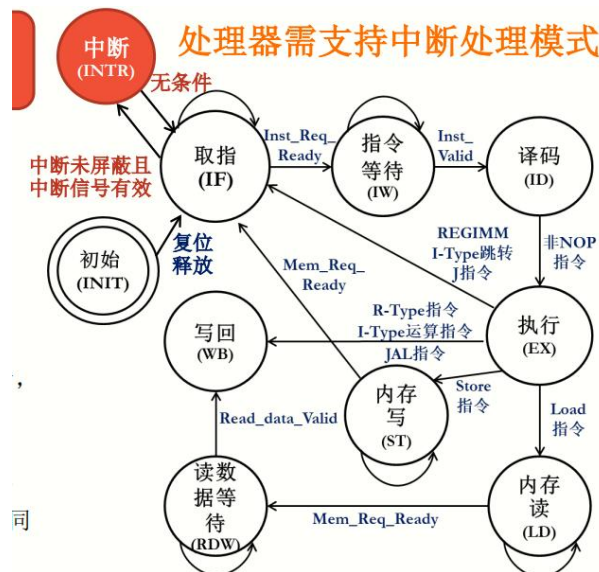 处理器需支持中断处理模式
中断
(INTR)
无条件
中断未屏蔽且
中断信号有效
取指
(IF)
Inst_Req_
Ready
指令
等待
(IW)
Inst_
Valid
译码
(ID)
初始
(INIT)
复位
释放
Mem_Req_
Ready
REGIMM
I-Type跳转
J指令
非NOP
指令
写回
(WB)
R-Type指令
I-Type运算指令
JAL指令
执行
(EX)
,
Read_data_Valid
内存
写
(ST)
Store
指令
Load
指令
读数
据等
待
(RDW)
Mem_Req_Ready
内存
读
(LD)
同